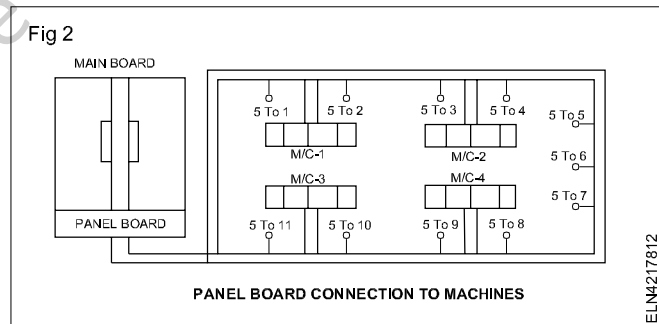 Fig 2
MAIN BOARD
PANEL BOARD
5 To 1
5 To 2
5 To 3
5 To 4
5 To 5
M/C-1
M/C-2
5 To 6
M/C-3
M/C-4
5 To 7
5 To 11
5 To 10
5 To 9
5 To 8
PANEL BOARD CONNECTION TO MACHINES
ELN4217812